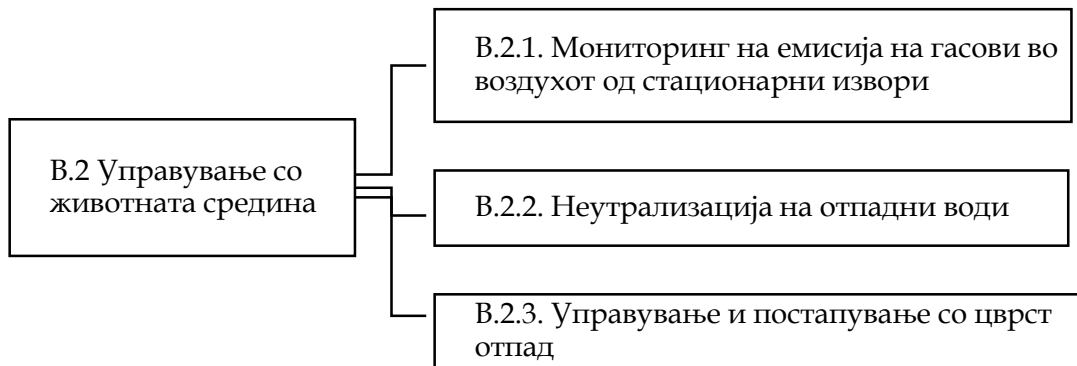 В.2.1. Мониторинг на емисија на гасови во
воздухот од стационарни извори
В.2 Управување со
животната средина
В.2.2. Неутрализација на отпадни води
В.2.3. Управување и постапување со цврст
отпад